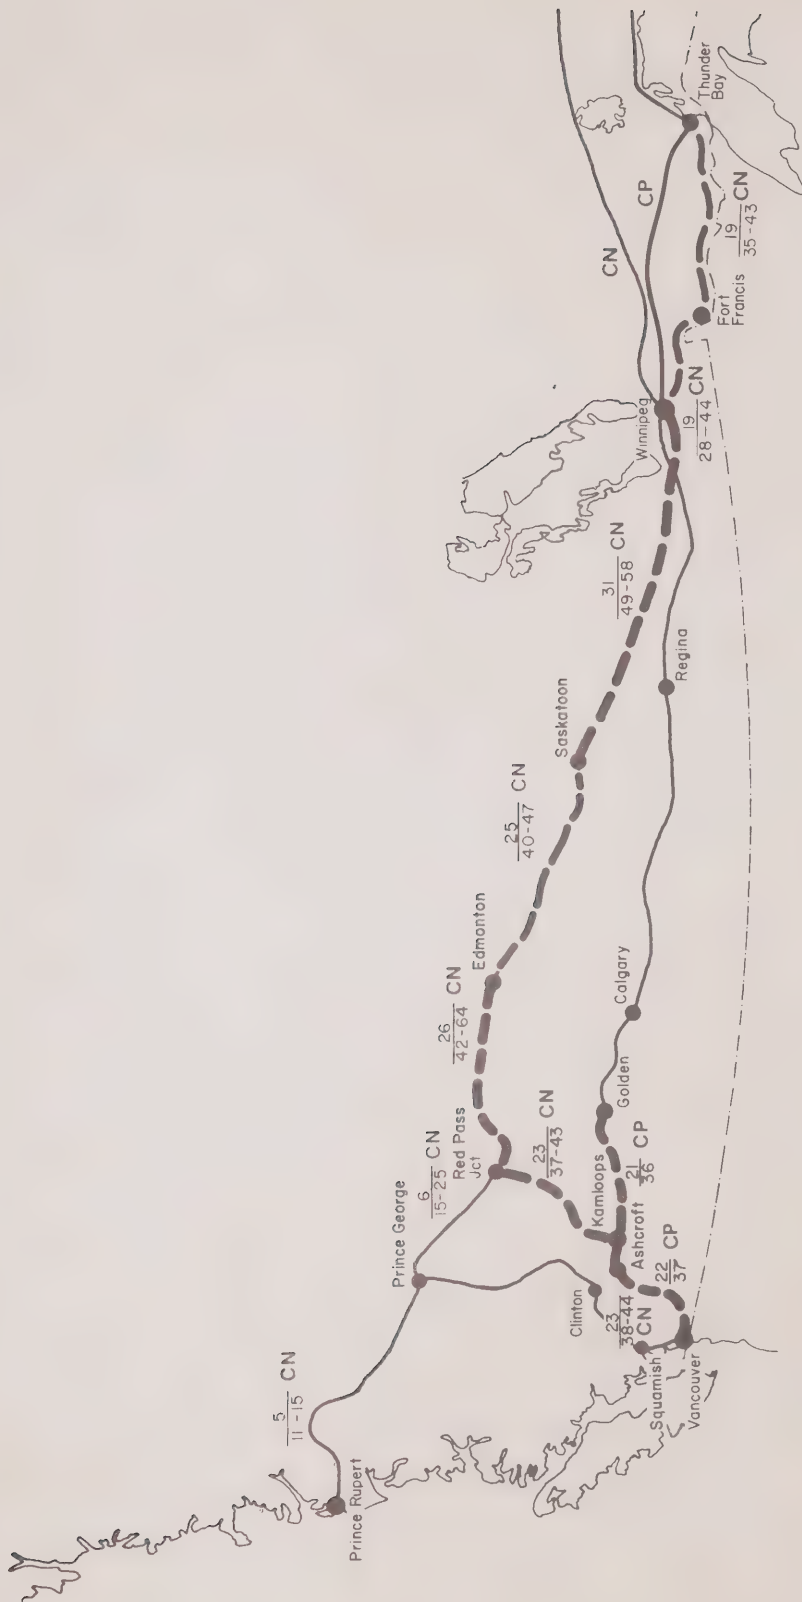 5
11-15 CN
Prince Rupert
Prince George
6
15-25 CN
Red Pass
Jct
26
42-64 CN
Edmonton
25
40-47 CN
Saskatoon
31
49-58 CN
Winnipeg
19
28-44 CN
CN
CP
Fort
Francis
19
35-43 CN
Thunder
Bay
23
37-43 CN
Kamloops
21
36 CP
Golden
Calgary
Regina
Ashcroft
22
37 CP
Clinton
23
38-44
CN
Squamish
Vancouver